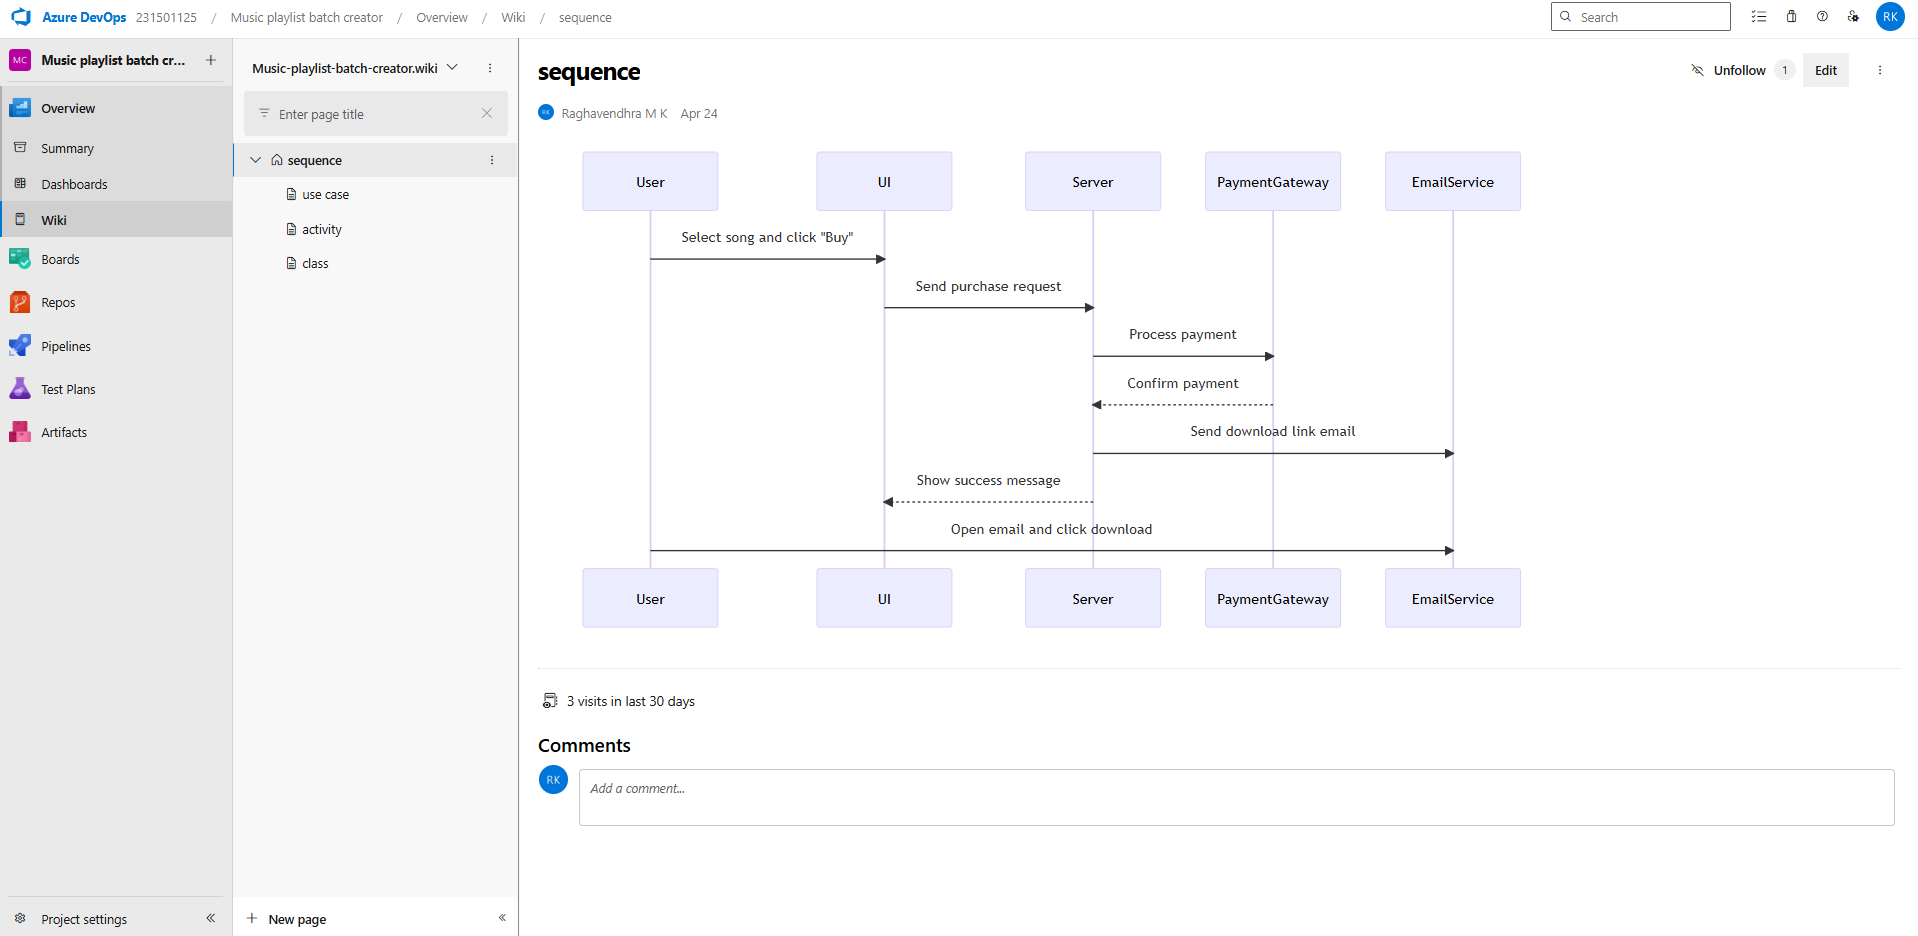 Azure DevOps 231501125 / Music playlist batch creator / Overview / Wiki / sequence
Search
RK
MC Music playlist batch cr...
Overview
Summary
Dashboards
Wiki
Boards
Repos
Pipelines
Test Plans
Artifacts
Project settings
Music-playlist-batch-creator.wiki
Enter page title
sequence
use case
activity
class
New page
sequence
Unfollow 1 Edit
RK Raghavendhra M K Apr 24
User UI Server PaymentGateway EmailService
Select song and click "Buy"
Send purchase request
Process payment
Confirm payment
Send download link email
Show success message
Open email and click download
User UI Server PaymentGateway EmailService
3 visits in last 30 days
Comments
RK
Add a comment...